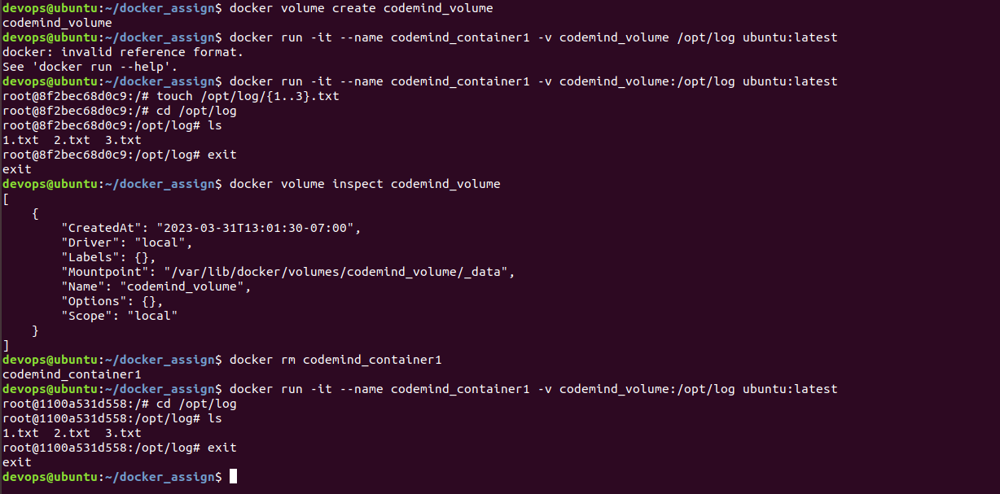 devops@ubuntu:~/docker_assign$ docker volume create codemind_volume
codemind_volume
devops@ubuntu:~/docker_assign$ docker run -it --name codemind_container1 -v codemind_volume /opt/log ubuntu:latest
docker: invalid reference format.
See 'docker run --help'.
devops@ubuntu:~/docker_assign$ docker run -it --name codemind_container1 -v codemind_volume:/opt/log ubuntu:latest
root@8f2bec68d0c9:/# touch /opt/log/{1..3}.txt
root@8f2bec68d0c9:/# cd /opt/log
root@8f2bec68d0c9:/opt/log# ls
1.txt  2.txt  3.txt
root@8f2bec68d0c9:/opt/log# exit
exit
devops@ubuntu:~/docker_assign$ docker volume inspect codemind_volume
[
    {
        "CreatedAt": "2023-03-31T13:01:30-07:00",
        "Driver": "local",
        "Labels": {},
        "Mountpoint": "/var/lib/docker/volumes/codemind_volume/_data",
        "Name": "codemind_volume",
        "Options": {},
        "Scope": "local"
    }
]
devops@ubuntu:~/docker_assign$ docker rm codemind_container1
codemind_container1
devops@ubuntu:~/docker_assign$ docker run -it --name codemind_container1 -v codemind_volume:/opt/log ubuntu:latest
root@1100a531d558:/# cd /opt/log
root@1100a531d558:/opt/log# ls
1.txt  2.txt  3.txt
root@1100a531d558:/opt/log# exit
exit
devops@ubuntu:~/docker_assign$